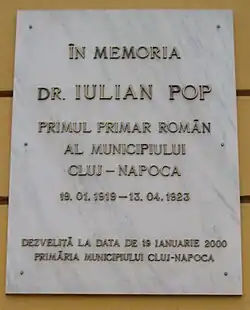 ÎN MEMORIA
DR. IULIAN POP
PRIMUL PRIMAR ROMÂN
AL MUNICIPIULUI
CLUJ-NAPOCA
19.01.1919-13.04.1923
DEZVELITĂ LA DATA DE 19 IANUARIE 2000
PRIMĂRIA MUNICIPIULUI CLUJ-NAPOCA